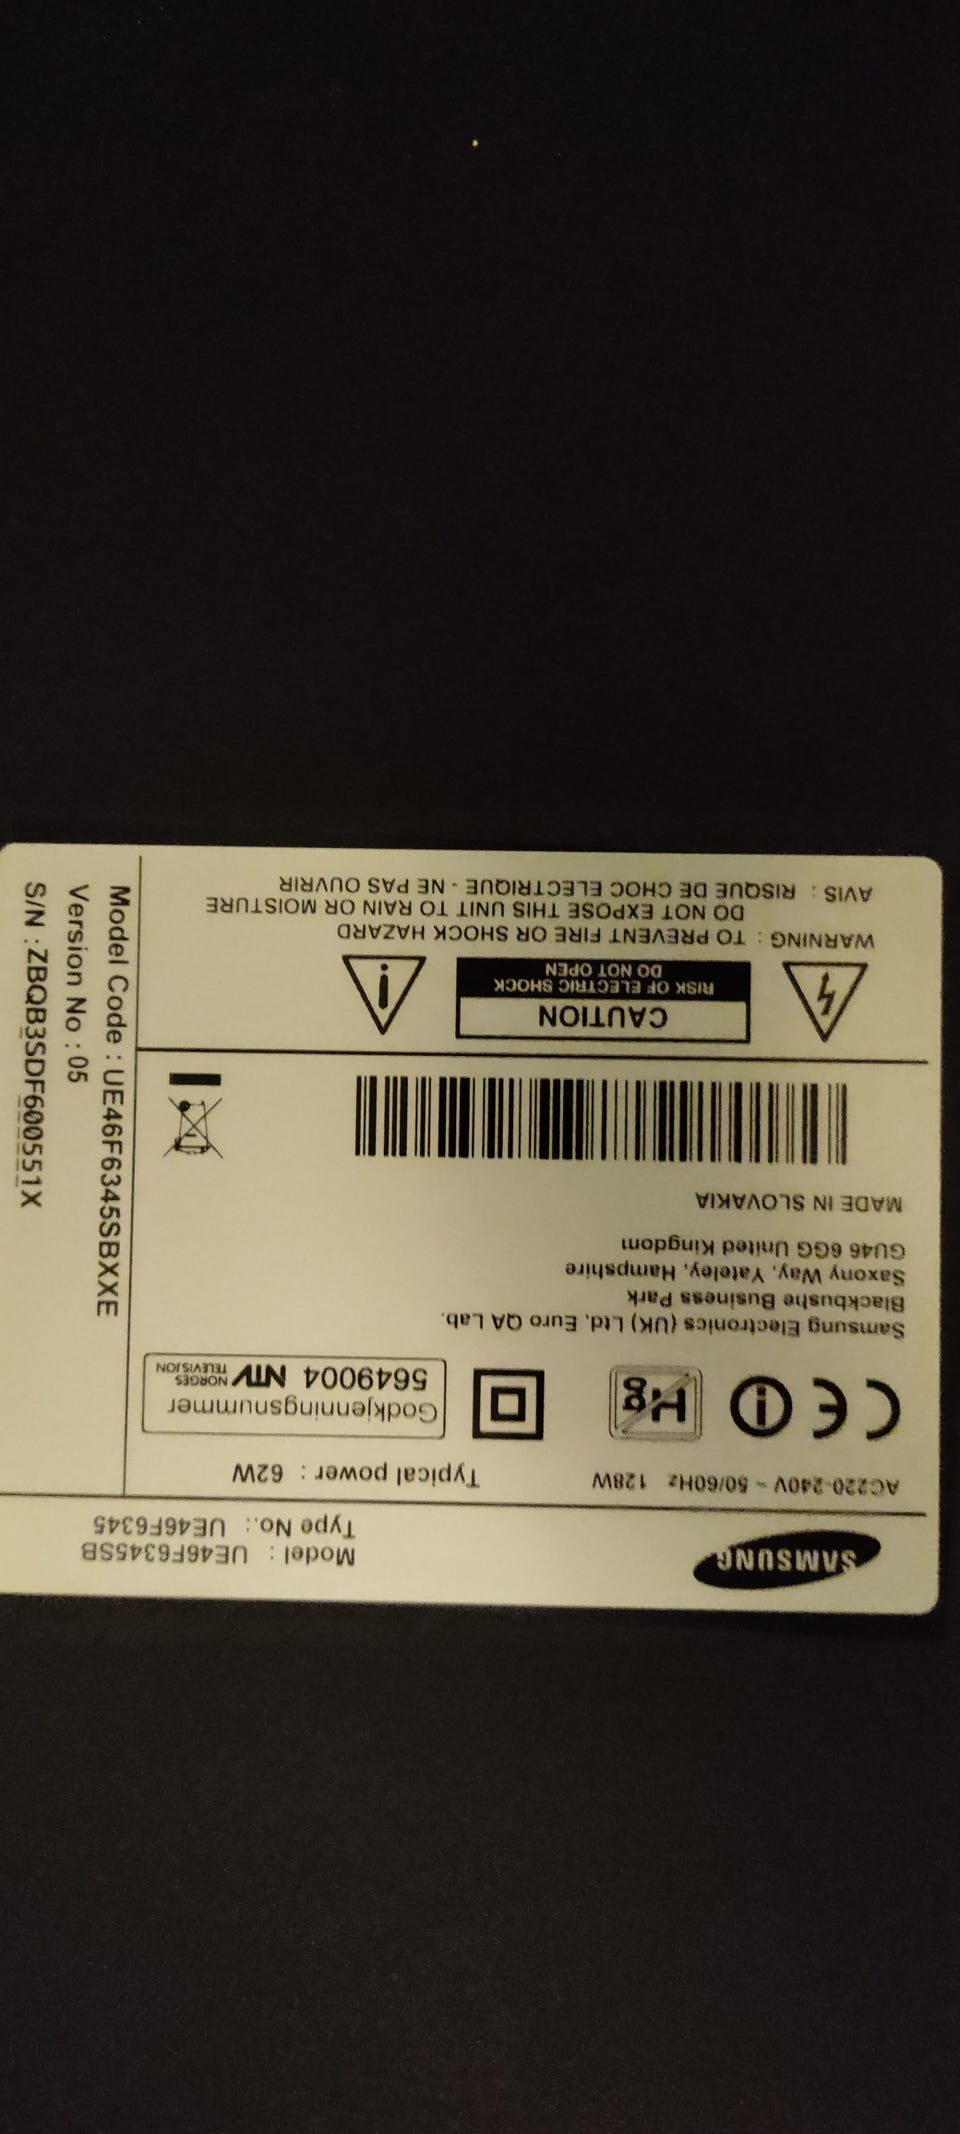 SAMSUNG
Model : UE46F6345SB
Type No.: UE46F6345
AC220-240V ~ 50/60Hz 128W
Typical power : 62W
CE
Hg
Godkjenningsnummer
5649004 NTV NORGES
TELEVISJON
Samsung Electronics (UK) Ltd, Euro QA Lab.
Blackbushe Business Park
Saxony Way, Yateley, Hampshire
GU46 6GG United Kingdom
MADE IN SLOVAKIA
CAUTION
RISK OF ELECTRIC SHOCK
DO NOT OPEN
WARNING : TO PREVENT FIRE OR SHOCK HAZARD
DO NOT EXPOSE THIS UNIT TO RAIN OR MOISTURE
AVIS : RISQUE DE CHOC ELECTRIQUE - NE PAS OUVRIR
Model Code : UE46F6345SBXXE
Version No : 05
S/N : ZBQB3SDF600551X